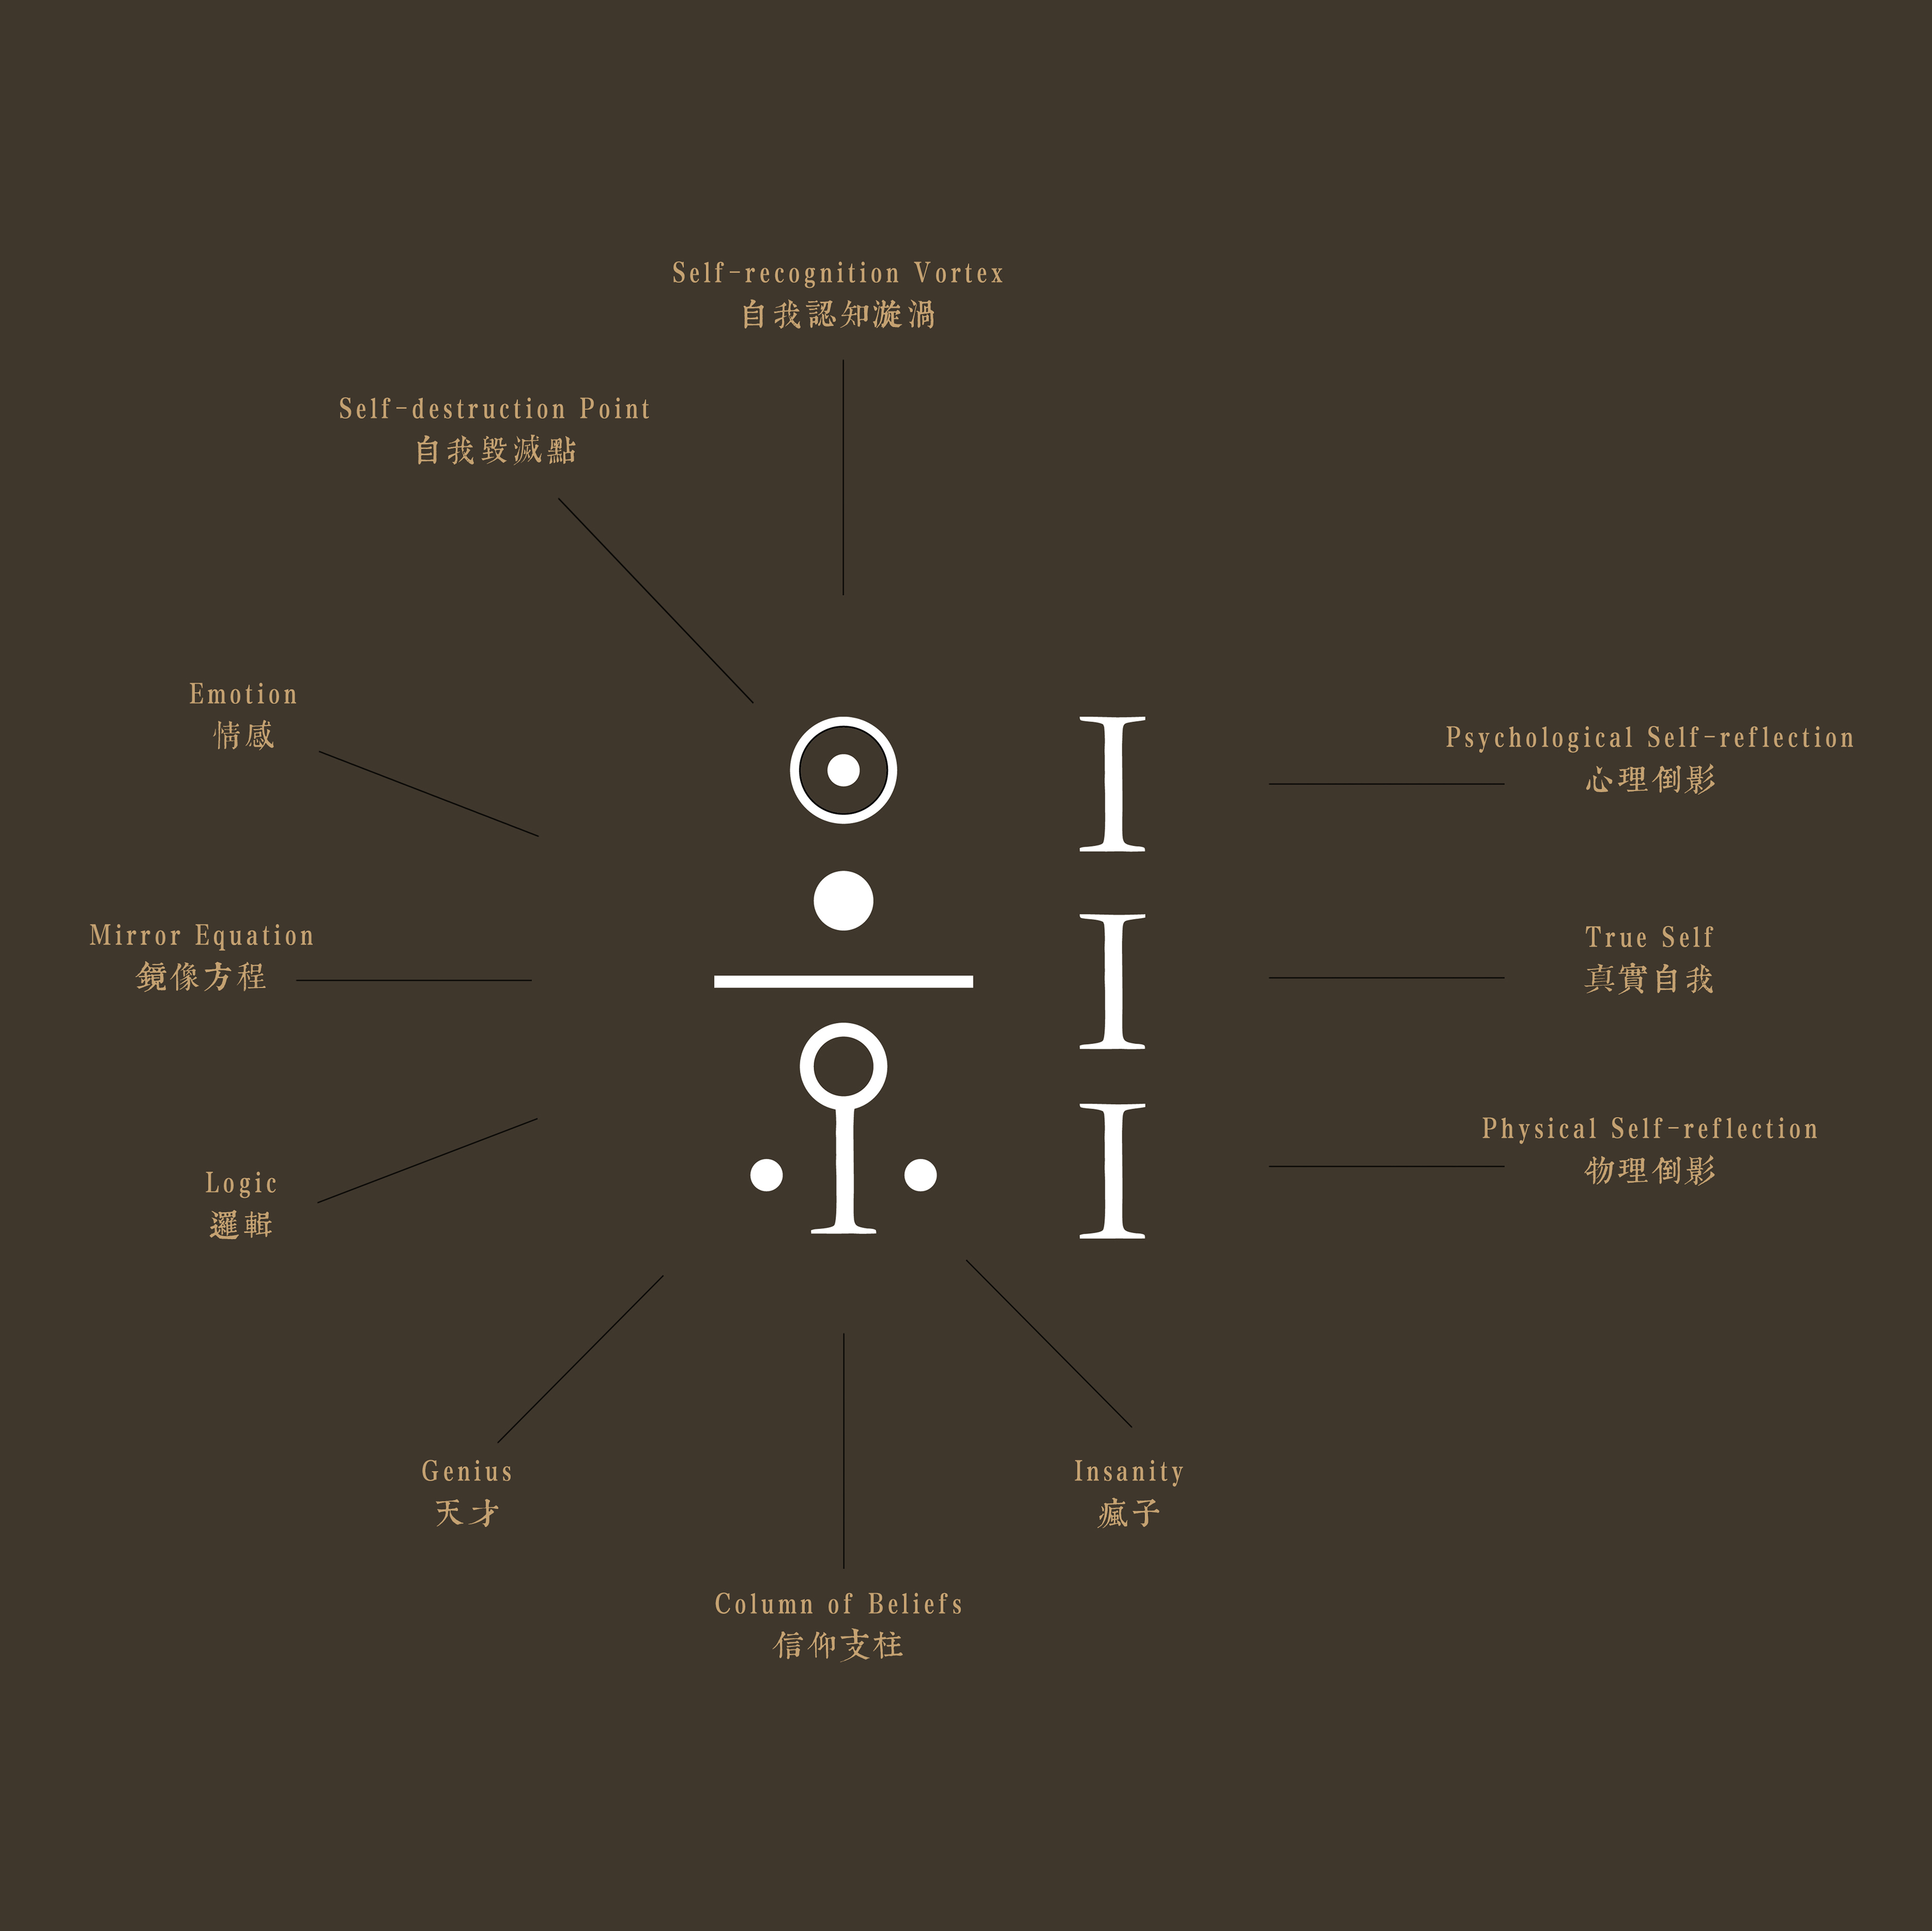 Self-recognition Vortex
自我認知漩渦
Self-destruction Point
自我毀滅點
Emotion
情感
I
Psychological Self-reflection
心理倒影
Mirror Equation
鏡像方程
I
True Self
真實自我
Logic
邏輯
I
Physical Self-reflection
物理倒影
Genius
天才
Insanity
瘋子
Column of Beliefs
信仰支柱